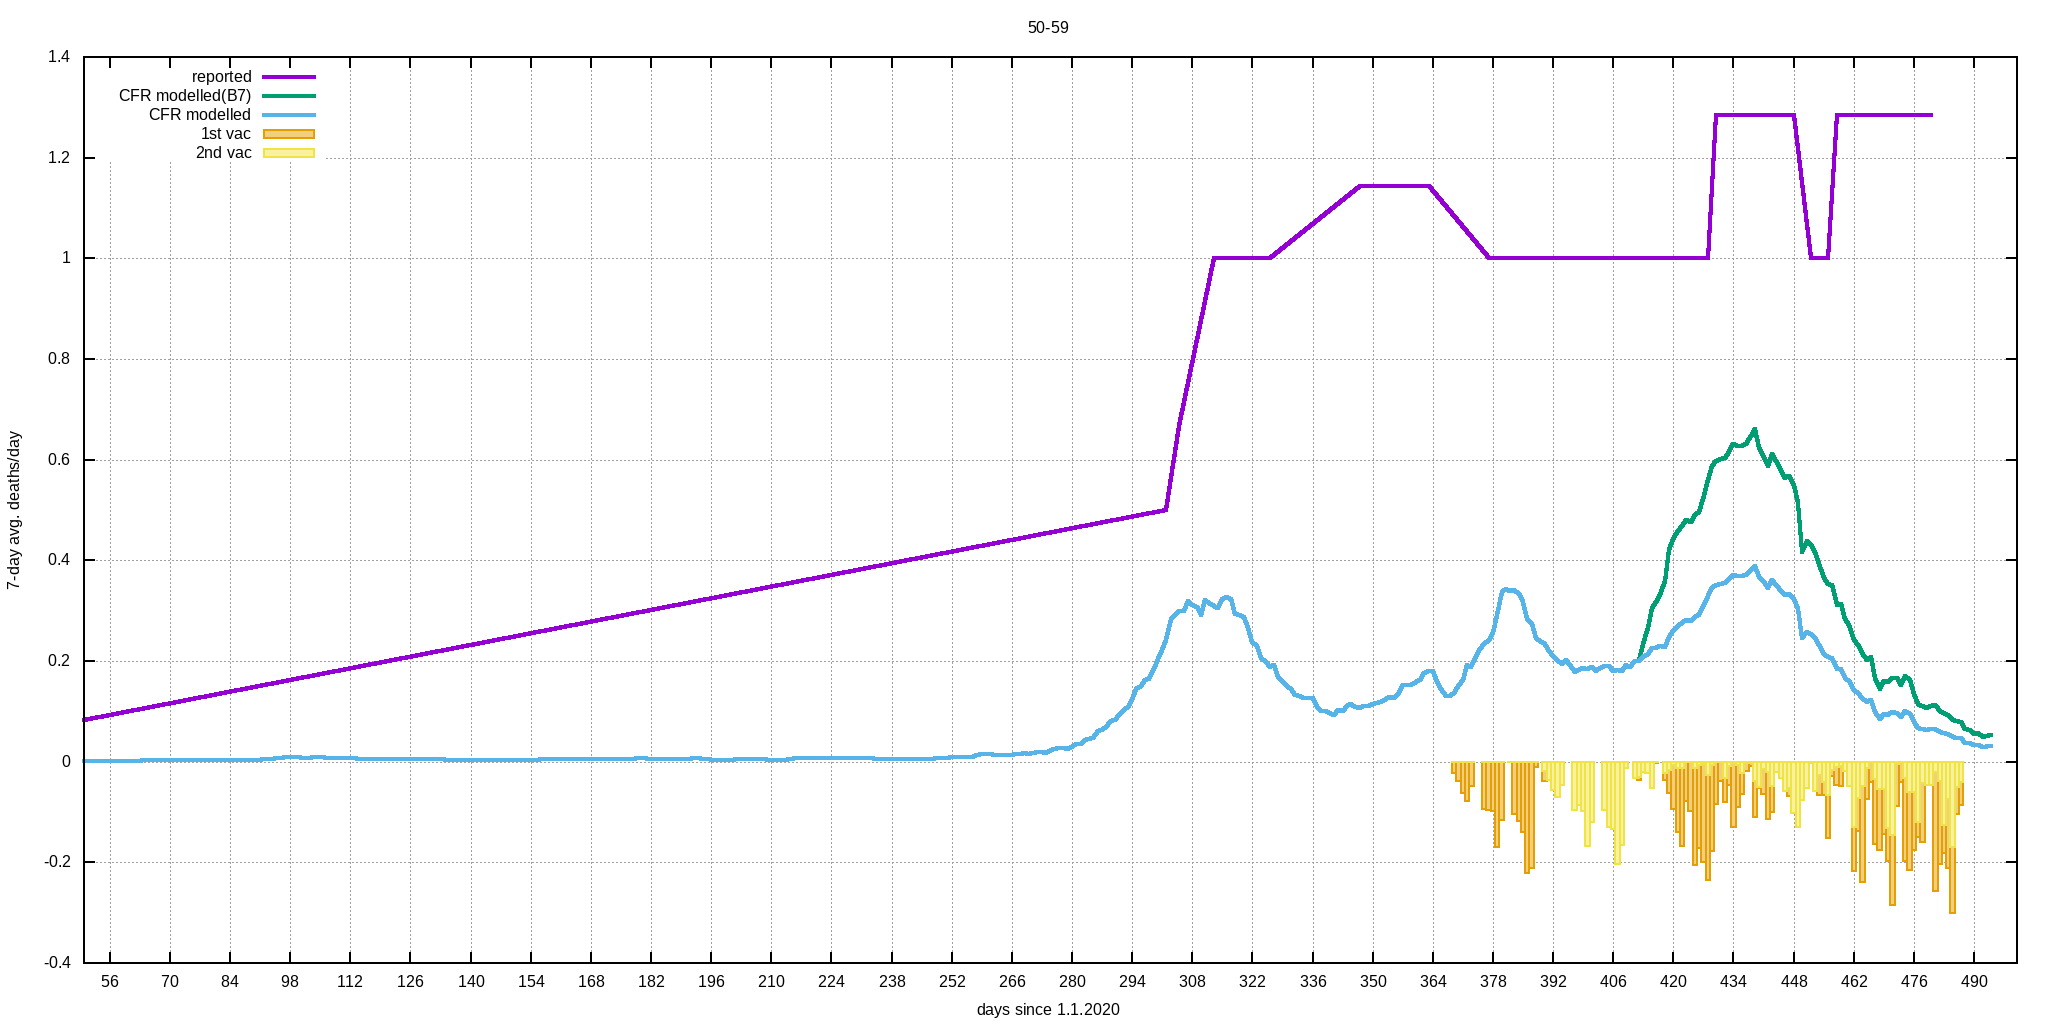 50-59
1.4
1.2
1
0.8
0.6
0.4
0.2
0
-0.2
-0.4
7-day avg. deaths/day
reported
CFR modelled(B7)
CFR modelled
1st vac
2nd vac
56 70 84 98 112 126 140 154 168 182 196 210 224 238 252 266 280 294 308 322 336 350 364 378 392 406 420 434 448 462 476 490
days since 1.1.2020